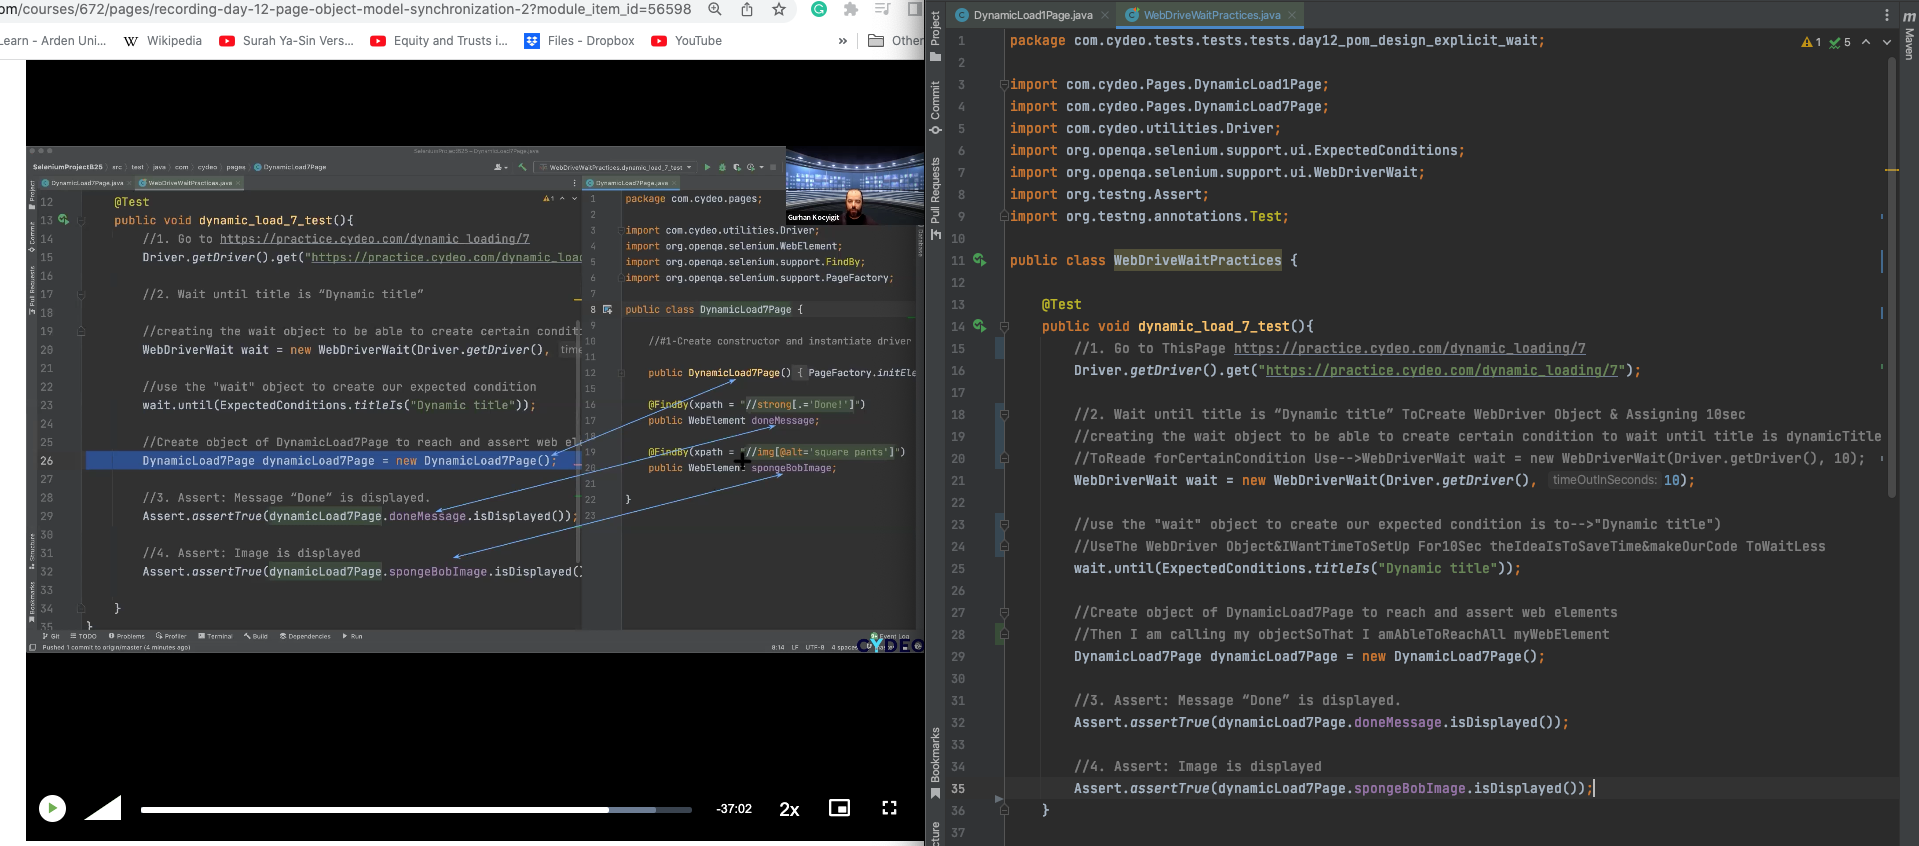 om/courses/672/pages/recording-day-12-page-object-model-synchronization-2?module_item_id=56598
Learn - Arden Uni...
Wikipedia
Surah Ya-Sin Vers...
Equity and Trusts i...
Files - Dropbox
YouTube
»
Other
SeleniumProjectB25 – DynamicLoad7Page.java
SeleniumProjectB25 › src › test › java › com › cydeo › pages › DynamicLoad7Page
WebDriveWaitPractices.dynamic_load_7_test
DynamicLoad7Page.java
WebDriveWaitPractices.java
12 @Test
13 public void dynamic_load_7_test(){
14 //1. Go to https://practice.cydeo.com/dynamic_loading/7
15 Driver.getDriver().get("https://practice.cydeo.com/dynamic_loa
16
17 //2. Wait until title is “Dynamic title”
18
19 //creating the wait object to be able to create certain condit
20 WebDriverWait wait = new WebDriverWait(Driver.getDriver(), time
21
22 //use the "wait" object to create our expected condition
23 wait.until(ExpectedConditions.titleIs("Dynamic title"));
24
25 //Create object of DynamicLoad7Page to reach and assert web el
26 DynamicLoad7Page dynamicLoad7Page = new DynamicLoad7Page();
27
28 //3. Assert: Message “Done” is displayed.
29 Assert.assertTrue(dynamicLoad7Page.doneMessage.isDisplayed());
30
31 //4. Assert: Image is displayed
32 Assert.assertTrue(dynamicLoad7Page.spongeBobImage.isDisplayed()
33
34 }
35 }
DynamicLoad7Page.java
1 package com.cydeo.pages;
2
3 import com.cydeo.utilities.Driver;
4 import org.openqa.selenium.WebElement;
5 import org.openqa.selenium.support.FindBy;
6 import org.openqa.selenium.support.PageFactory;
7
8 public class DynamicLoad7Page {
9
10 //#1-Create constructor and instantiate driver
11
12 public DynamicLoad7Page() { PageFactory.initEle
15
16 @FindBy(xpath = "//strong[.='Done!']")
17 public WebElement doneMessage;
18
19 @FindBy(xpath = "//img[@alt='square pants']")
20 public WebElement spongeBobImage;
21
22 }
23
Gurhan Kocyigit
Project
Commit
Pull Requests
Structure
Bookmarks
Git
TODO
Problems
Profiler
Terminal
Build
Dependencies
Run
Event Log
Pushed 1 commit to origin/master (4 minutes ago)
8:14 LF UTF-8 4 spaces
CYDEO
-37:02
2x
Project
Commit
Pull Requests
Bookmarks
cture
m
Maven
DynamicLoad1Page.java
WebDriveWaitPractices.java
1 5
1 package com.cydeo.tests.tests.tests.day12_pom_design_explicit_wait;
2
3 import com.cydeo.Pages.DynamicLoad1Page;
4 import com.cydeo.Pages.DynamicLoad7Page;
5 import com.cydeo.utilities.Driver;
6 import org.openqa.selenium.support.ui.ExpectedConditions;
7 import org.openqa.selenium.support.ui.WebDriverWait;
8 import org.testng.Assert;
9 import org.testng.annotations.Test;
10
11 public class WebDriveWaitPractices {
12
13 @Test
14 public void dynamic_load_7_test(){
15 //1. Go to ThisPage https://practice.cydeo.com/dynamic_loading/7
16 Driver.getDriver().get("https://practice.cydeo.com/dynamic_loading/7");
17
18 //2. Wait until title is “Dynamic title” ToCreate WebDriver Object & Assigning 10sec
19 //creating the wait object to be able to create certain condition to wait until title is dynamicTitle
20 //ToReade forCertainCondition Use-->WebDriverWait wait = new WebDriverWait(Driver.getDriver(), 10);
21 WebDriverWait wait = new WebDriverWait(Driver.getDriver(), timeOutInSeconds: 10);
22
23 //use the "wait" object to create our expected condition is to-->"Dynamic title")
24 //UseThe WebDriver Object&IWantTimeToSetUp For10Sec theIdeaIsToSaveTime&makeOurCode ToWaitLess
25 wait.until(ExpectedConditions.titleIs("Dynamic title"));
26
27 //Create object of DynamicLoad7Page to reach and assert web elements
28 //Then I am calling my objectSoThat I amAbleToReachAll myWebElement
29 DynamicLoad7Page dynamicLoad7Page = new DynamicLoad7Page();
30
31 //3. Assert: Message “Done” is displayed.
32 Assert.assertTrue(dynamicLoad7Page.doneMessage.isDisplayed());
33
34 //4. Assert: Image is displayed
35 Assert.assertTrue(dynamicLoad7Page.spongeBobImage.isDisplayed());
36 }
37